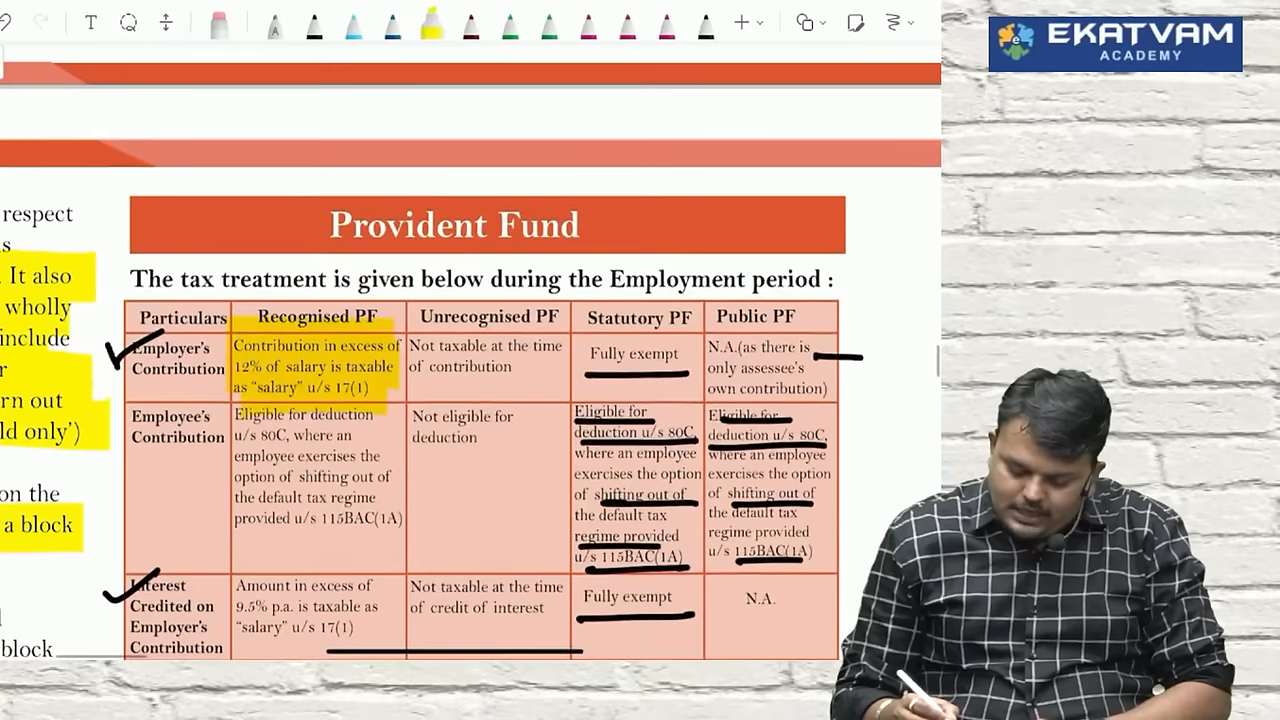 T
A
EKATVAM
ACADEMY
respect
s
. It also
wholly
include
r
rn out
ld only')
on the
a block
block
Provident Fund
The tax treatment is given below during the Employment period :
Particulars
Recognised PF
Unrecognised PF
Statutory PF
Public PF
Employer's
Contribution
Contribution in excess of
12% of salary is taxable
as “salary” u/s 17(1)
Not taxable at the time
of contribution
Fully exempt
N.A.(as there is
only assessee's
own contribution)
Employee's
Contribution
Eligible for deduction
u/s 80C, where an
employee exercises the
option of shifting out of
the default tax regime
provided u/s 115BAC(1A)
Not eligible for
deduction
Eligible for
deduction u/s 80C,
where an employee
exercises the option
of shifting out of
the default tax
regime provided
u/s 115BAC(1A)
Eligible for
deduction u/s 80C,
where an employee
exercises the option
of shifting out of
the default tax
regime provided
u/s 115BAC(1A)
Interest
Credited on
Employer's
Contribution
Amount in excess of
9.5% p.a. is taxable as
“salary” u/s 17(1)
Not taxable at the time
of credit of interest
Fully exempt
N.A.